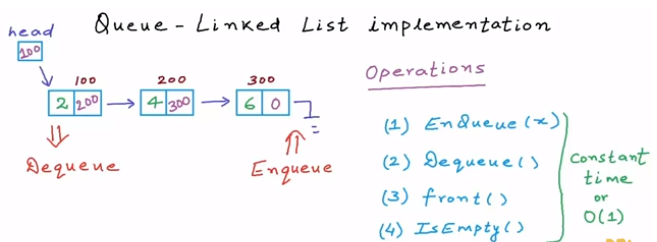 Queue - Linked List implementation
head
100
100 200 300
2 200 4 300 6 0
Dequeue
Enqueue
Operations
(1) EnQueue(x)
(2) Dequeue()
(3) front()
(4) IsEmpty()
Constant
time
or
O(1)